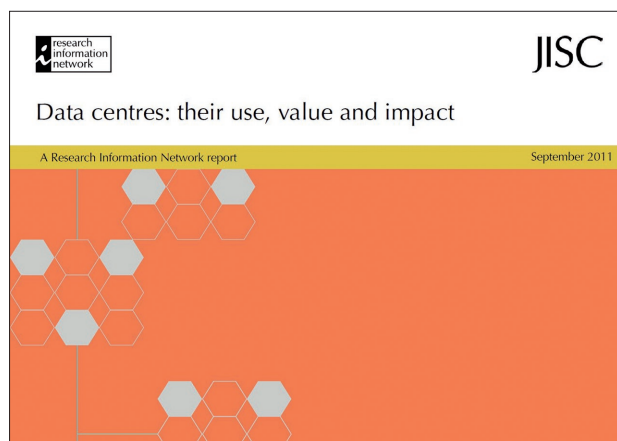 research
information
network
JISC
Data centres: their use, value and impact
A Research Information Network report
September 2011